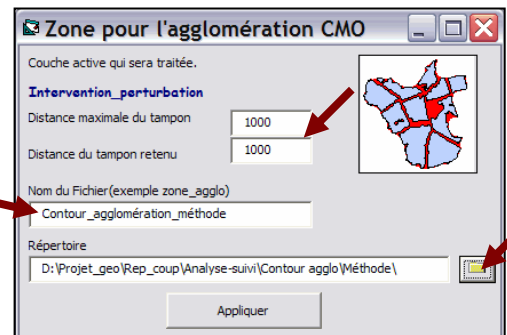 Zone pour l'agglomération CMO
Couche active qui sera traitée.
Intervention_perturbation
Distance maximale du tampon
1000
Distance du tampon retenu
1000
Nom du Fichier(exemple zone_agglo)
Contour_agglomération_méthode
Répertoire
D:\Projet_geo\Rep_coup\Analyse-suivi\Contour agglo\Méthode\
Appliquer